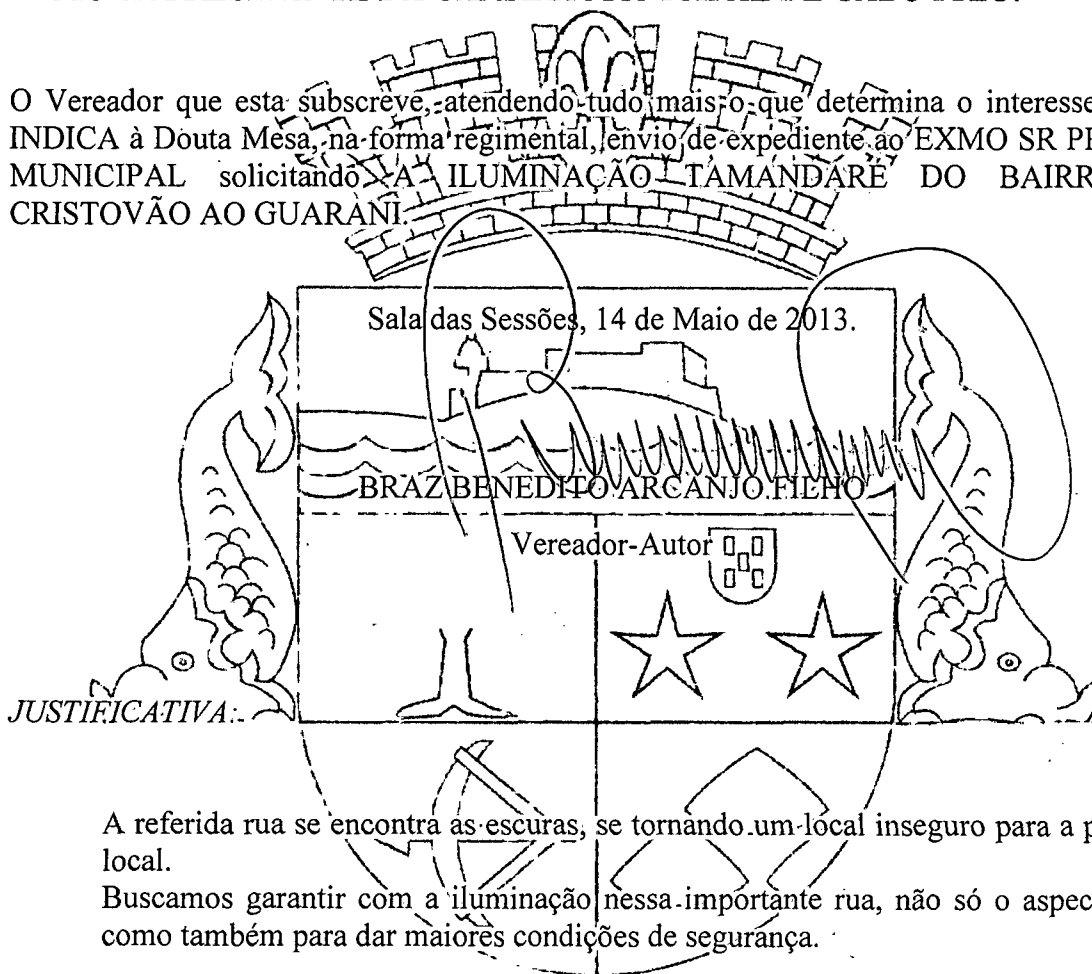 O Vereador que esta subscreve, atendendo tudo mais o que determina o interesse
INDICA à Douta Mesa, na forma regimental, envio de expediente ao EXMO SR
MUNICIPAL solicitando A ILUMINAÇÃO TAMANDARÉ DO
CRISTOVÃO AO GUARANI.
Sala das Sessões, 14 de Maio de 2013.
BRAZ BENEDITO ARCANJO FILHO
Vereador-Autor
JUSTIFICATIVA:-
A referida rua se encontra as escuras, se tornando um local inseguro para a
local.
Buscamos garantir com a iluminação nessa importante rua, não só o
como também para dar maiores condições de segurança.